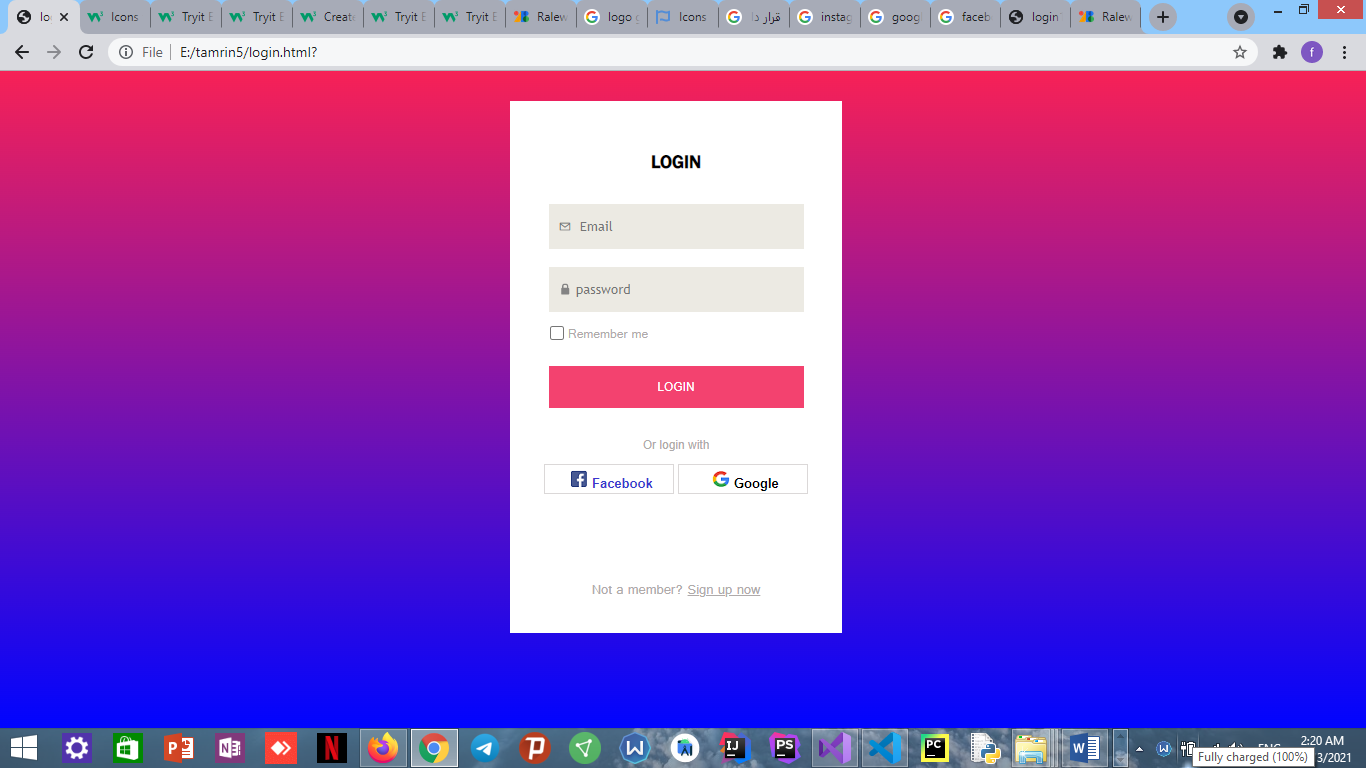 lo
Icons
Tryit E
Tryit E
Create
Tryit E
Tryit E
Ralew
logo g
Icons
قرار دا
instag
goog
faceb
login
Ralew
f
File
E:/tamrin5/login.html?
LOGIN
Email
password
Remember me
LOGIN
Or login with
Facebook
Google
Not a member? Sign up now
2:20 AM
3/2021
Fully charged (100%)